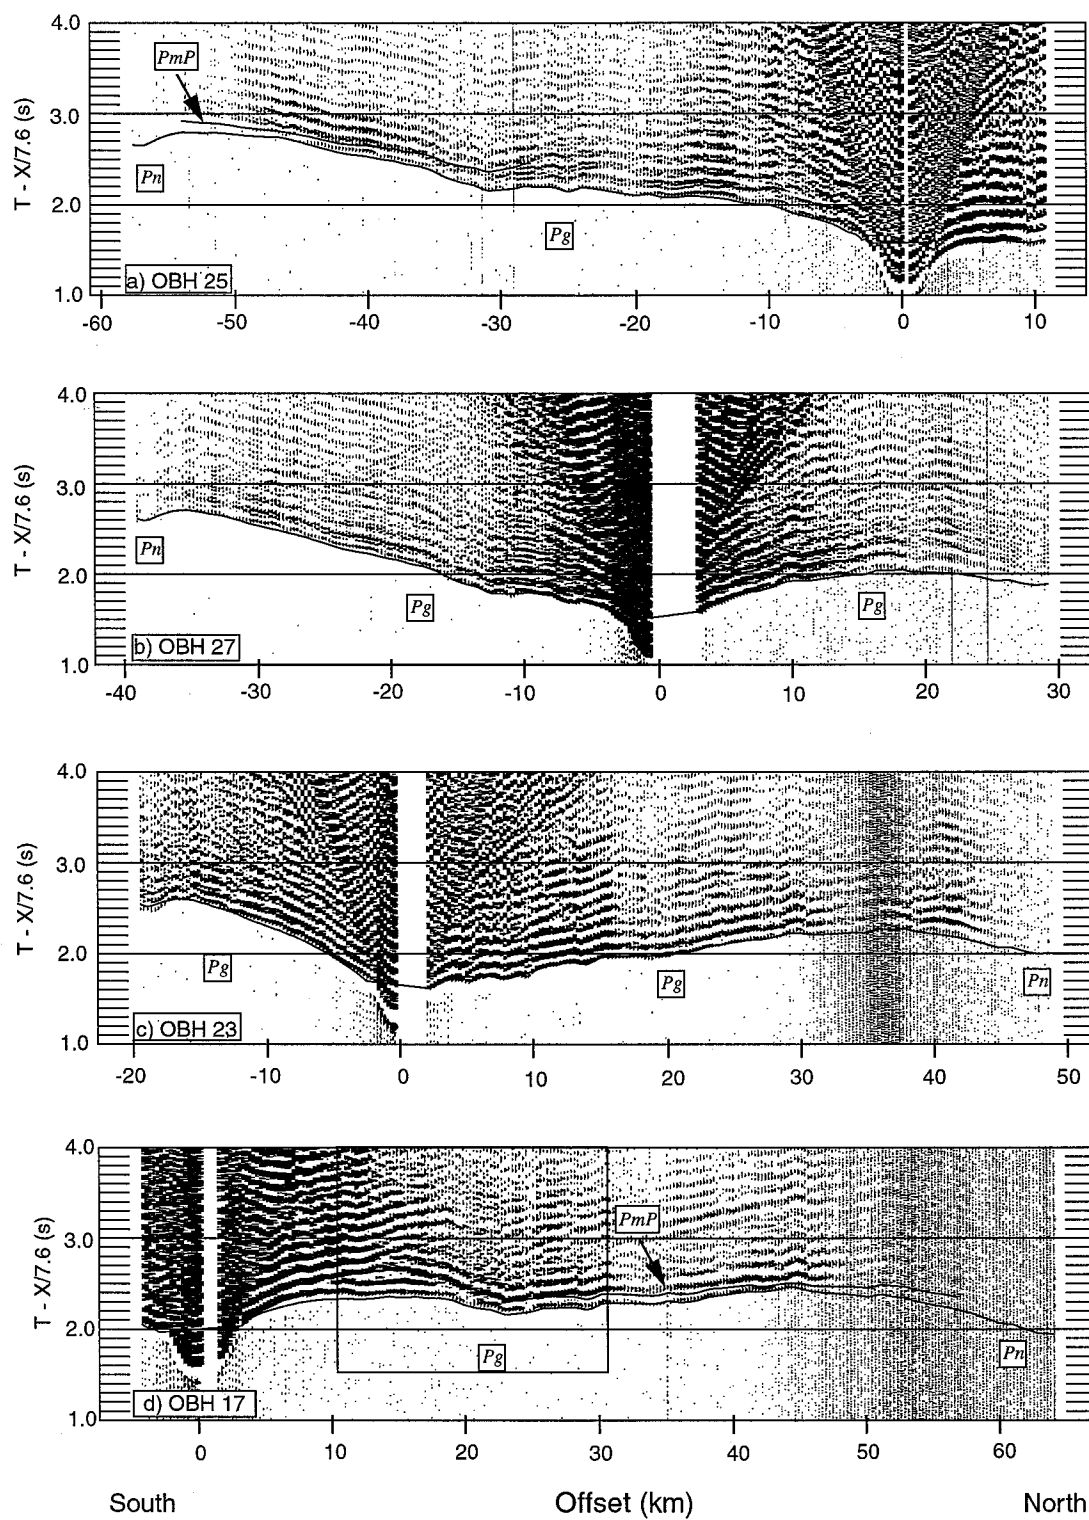 4.0
PmP
3.0
T - X/7.6 (s)
Pn
2.0
Pg
a) OBH 25
1.0
-60 -50 -40 -30 -20 -10 0 10
4.0
3.0
T - X/7.6 (s)
Pn
2.0
Pg Pg
b) OBH 27
1.0
-40 -30 -20 -10 0 10 20 30
4.0
3.0
T - X/7.6 (s)
2.0
Pg Pg Pn
c) OBH 23
1.0
-20 -10 0 10 20 30 40 50
4.0
PmP
3.0
T - X/7.6 (s)
2.0
Pg Pn
d) OBH 17
1.0
0 10 20 30 40 50 60
South Offset (km) North